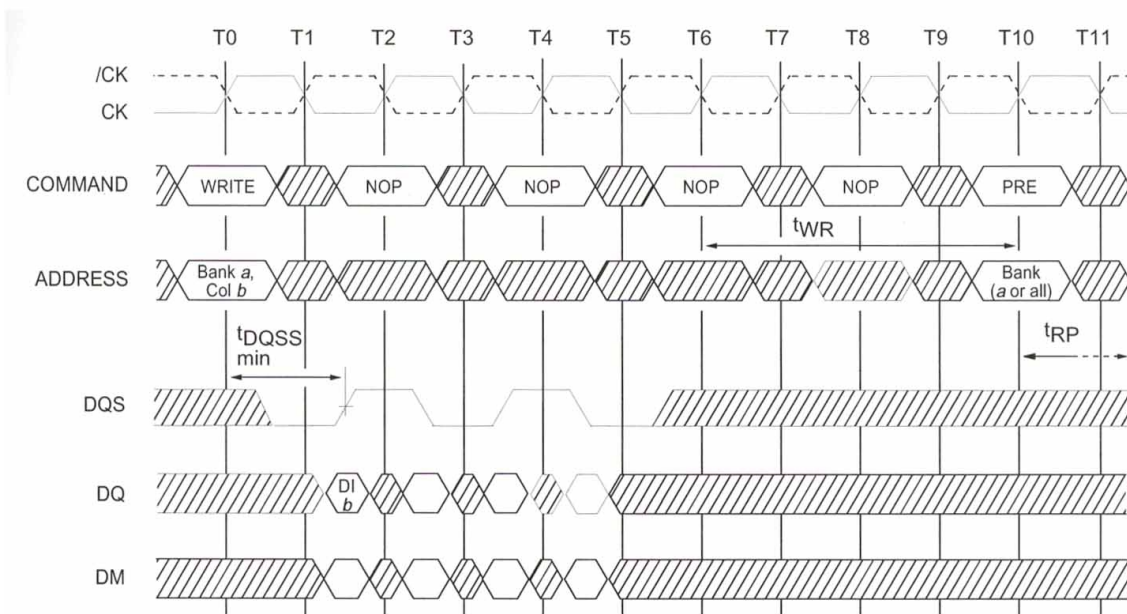 T0 T1 T2 T3 T4 T5 T6 T7 T8 T9 T10 T11
/CK
CK
COMMAND WRITE NOP NOP NOP NOP PRE
tWR
ADDRESS Bank a, Bank
Col b (a or all)
tDQSS tRP
min
DQS
DQ DI
b
DM